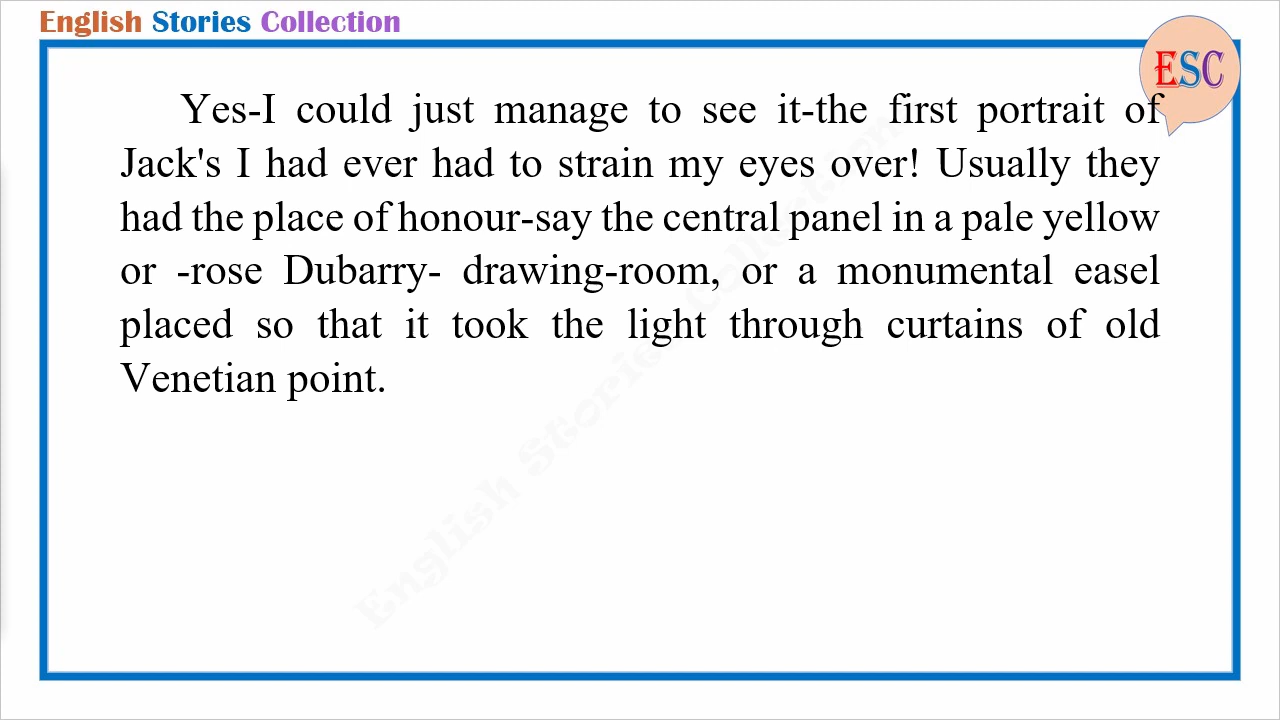 English Stories Collection
ESC
Yes-I could just manage to see it-the first portrait of
Jack's I had ever had to strain my eyes over! Usually they
had the place of honour-say the central panel in a pale yellow
or -rose Dubarry- drawing-room, or a monumental easel
placed so that it took the light through curtains of old
Venetian point.
English Stories Collection